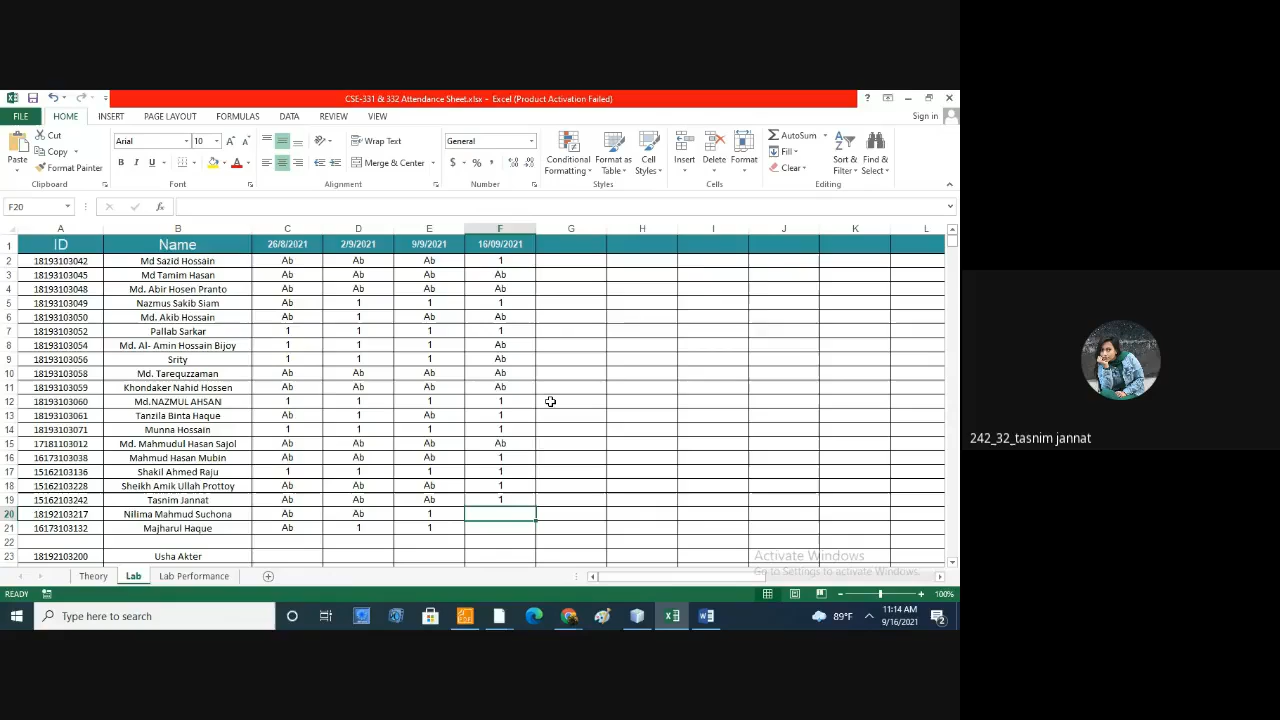 CSE-331 & 332 Attendance Sheet.xlsx - Excel (Product Activation Failed)
FILE HOME INSERT PAGE LAYOUT FORMULAS DATA REVIEW VIEW Sign in
Paste Cut Copy Format Painter Clipboard
Arial 10 B I U Font
Wrap Text Merge & Center Alignment
General $ % , Number
Conditional Formatting Format as Table Cell Styles Styles
Insert Delete Format Cells
AutoSum Fill Clear Sort & Filter Find & Select Editing
F20 fx
A B C D E F G H I J K L
1 ID Name 26/8/2021 2/9/2021 9/9/2021 16/09/2021
2 18193103042 Md Sazid Hossain Ab Ab Ab 1
3 18193103045 Md Tamim Hasan Ab Ab Ab Ab
4 18193103048 Md. Abir Hosen Pranto Ab Ab Ab Ab
5 18193103049 Nazmus Sakib Siam Ab 1 1 1
6 18193103050 Md. Akib Hossain Ab 1 Ab Ab
7 18193103052 Pallab Sarkar 1 1 1 1
8 18193103054 Md. Al- Amin Hossain Bijoy 1 1 1 Ab
9 18193103056 Srity 1 1 1 Ab
10 18193103058 Md. Tarequzzaman Ab Ab Ab Ab
11 18193103059 Khondaker Nahid Hossen Ab Ab Ab Ab
12 18193103060 Md.NAZMUL AHSAN 1 1 1 1
13 18193103061 Tanzila Binta Haque Ab 1 Ab 1
14 18193103071 Munna Hossain 1 1 1 1
15 17181103012 Md. Mahmudul Hasan Sajol Ab Ab Ab Ab
16 16173103038 Mahmud Hasan Mubin Ab Ab Ab 1
17 15162103136 Shakil Ahmed Raju 1 1 1 1
18 15162103228 Sheikh Amik Ullah Prottoy Ab Ab Ab 1
19 15162103242 Tasnim Jannat Ab Ab Ab 1
20 18192103217 Nilima Mahmud Suchona Ab Ab 1
21 16173103132 Majharul Haque Ab 1 1
22
23 18192103200 Usha Akter
Activate Windows
Go to Settings to activate Windows.
Theory Lab Lab Performance
READY 100%
Type here to search 89°F 11:14 AM
9/16/2021 2
242_32_tasnim jannat